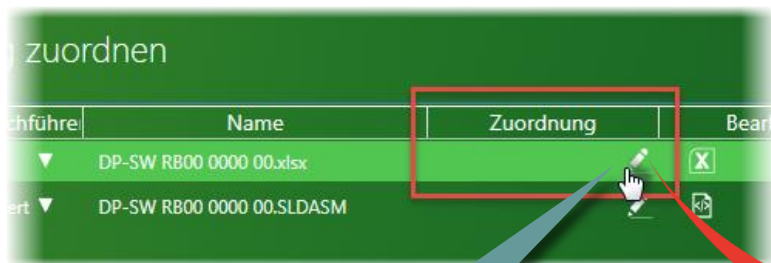 zuordnen
Name Zuordnung
DP-SW RB00 0000 00.xlsx
DP-SW RB00 0000 00.SLDASM